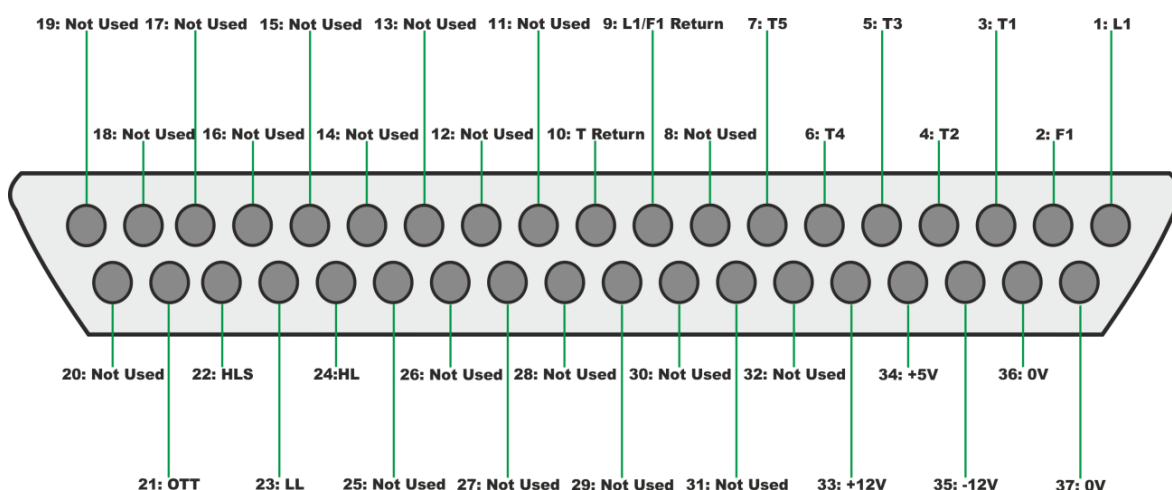 19: Not Used 17: Not Used 15: Not Used 13: Not Used 11: Not Used 9: L1/F1 Return 7: T5 5: T3 3: T1 1: L1
18: Not Used 16: Not Used 14: Not Used 12: Not Used 10: T Return 8: Not Used 6: T4 4: T2 2: F1
20: Not Used 22: HLS 24:HL 26: Not Used 28: Not Used 30: Not Used 32: Not Used 34: +5V 36: 0V
21: OTT 23: LL 25: Not Used 27: Not Used 29: Not Used 31: Not Used 33: +12V 35: -12V 37: 0V